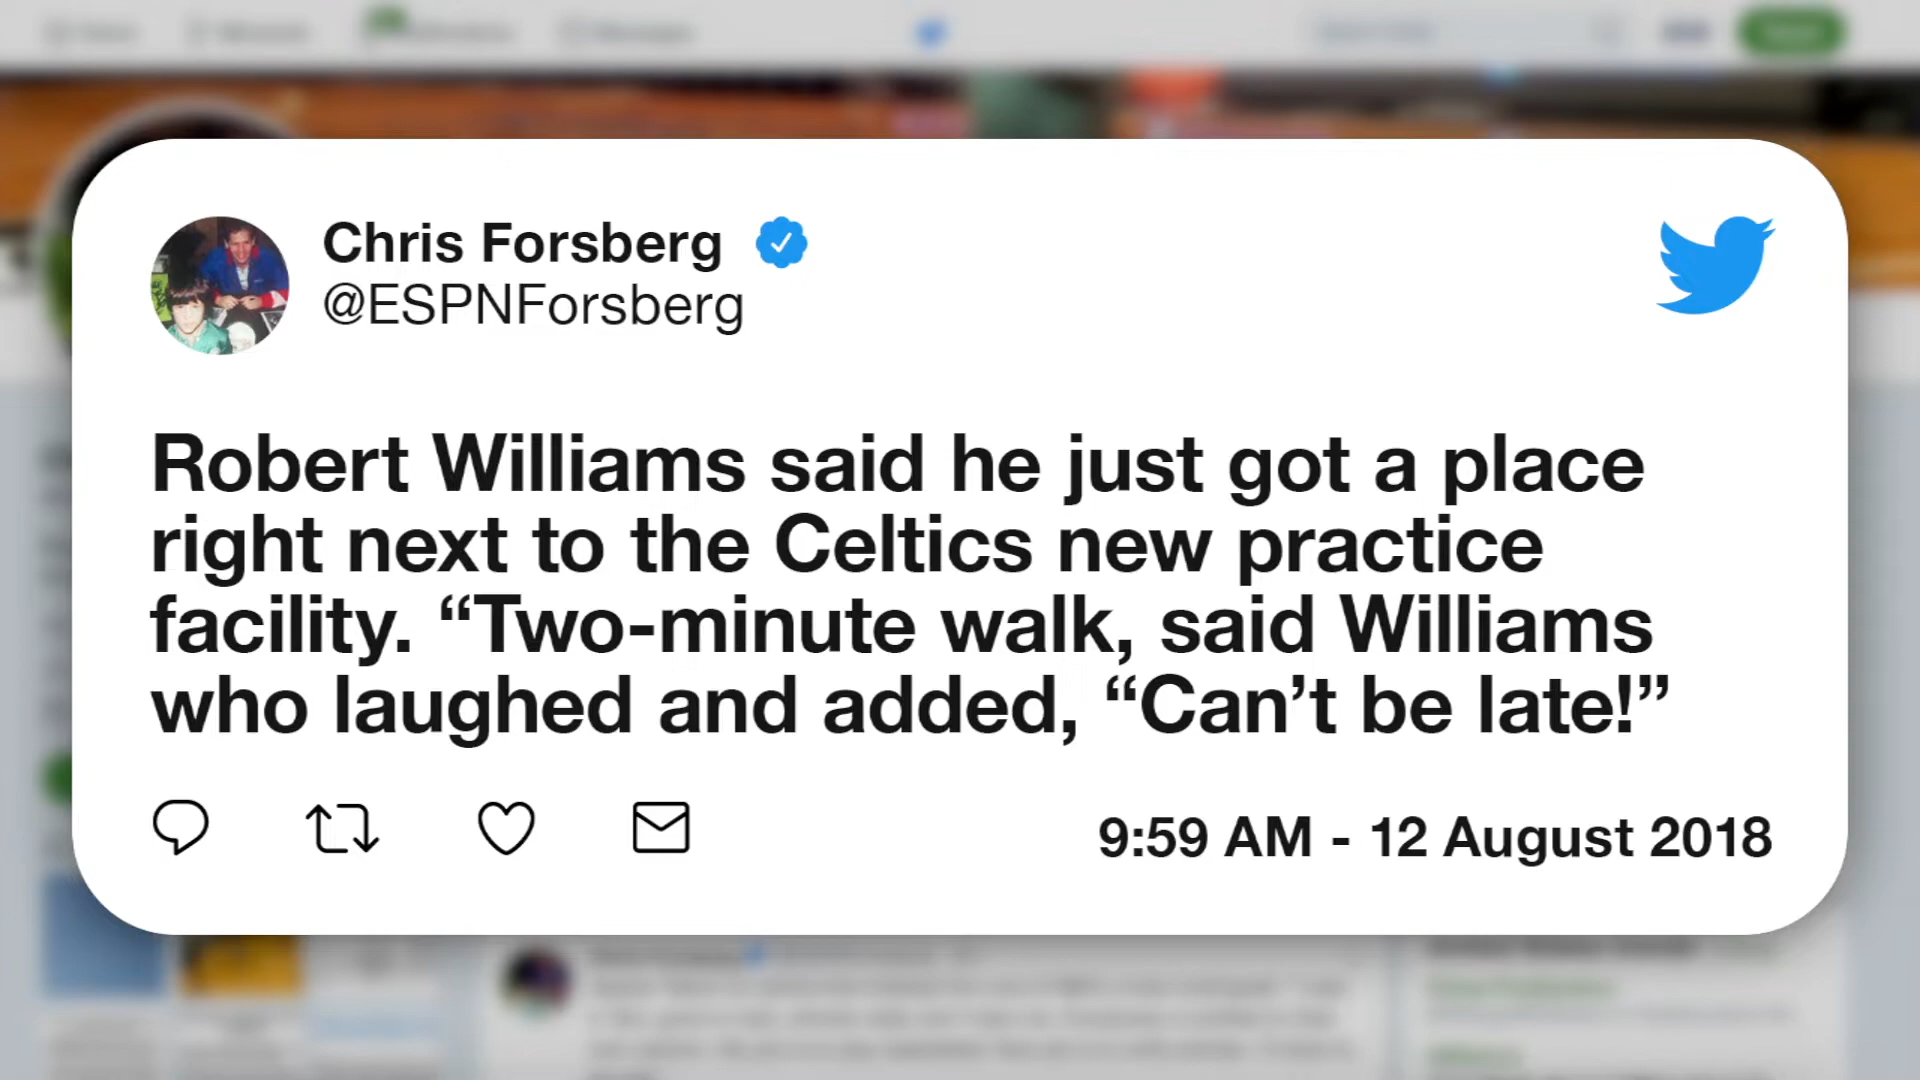 Chris Forsberg
@ESPNForsberg
Robert Williams said he just got a place
right next to the Celtics new practice
facility. “Two-minute walk, said Williams
who laughed and added, “Can’t be late!”
9:59 AM - 12 August 2018